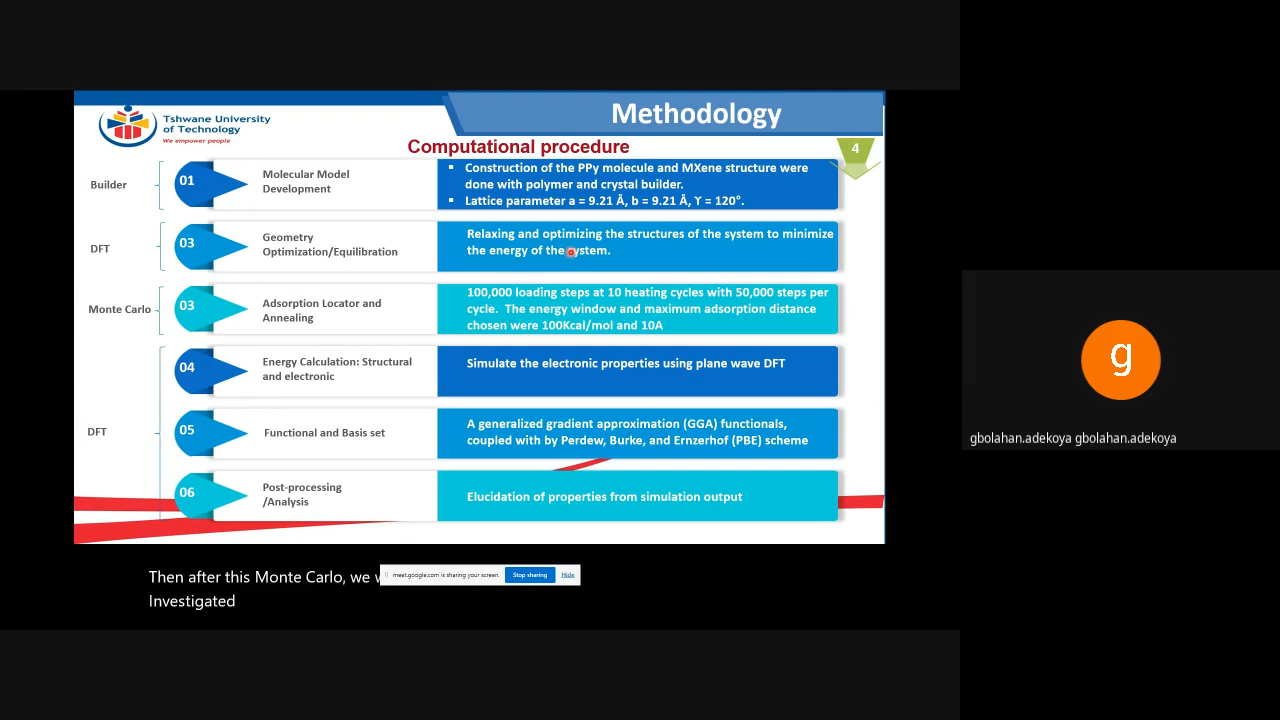 Tshwane University
of Technology
We empower people
Methodology
Computational procedure
4
Builder
01
Molecular Model
Development
▪ Construction of the PPy molecule and MXene structure were
done with polymer and crystal builder.
▪ Lattice parameter a = 9.21 Å, b = 9.21 Å, ϒ = 120°.
DFT
03
Geometry
Optimization/Equilibration
Relaxing and optimizing the structures of the system to minimize
the energy of the system.
Monte Carlo
03
Adsorption Locator and
Annealing
100,000 loading steps at 10 heating cycles with 50,000 steps per
cycle. The energy window and maximum adsorption distance
chosen were 100Kcal/mol and 10A
DFT
04
Energy Calculation: Structural
and electronic
Simulate the electronic properties using plane wave DFT
05
Functional and Basis set
A generalized gradient approximation (GGA) functionals,
coupled with by Perdew, Burke, and Ernzerhof (PBE) scheme
06
Post-processing
/Analysis
Elucidation of properties from simulation output
Then after this Monte Carlo, we
Investigated
meet.google.com is sharing your screen.
Stop sharing
Hide
g
gbolahan.adekoya gbolahan.adekoya